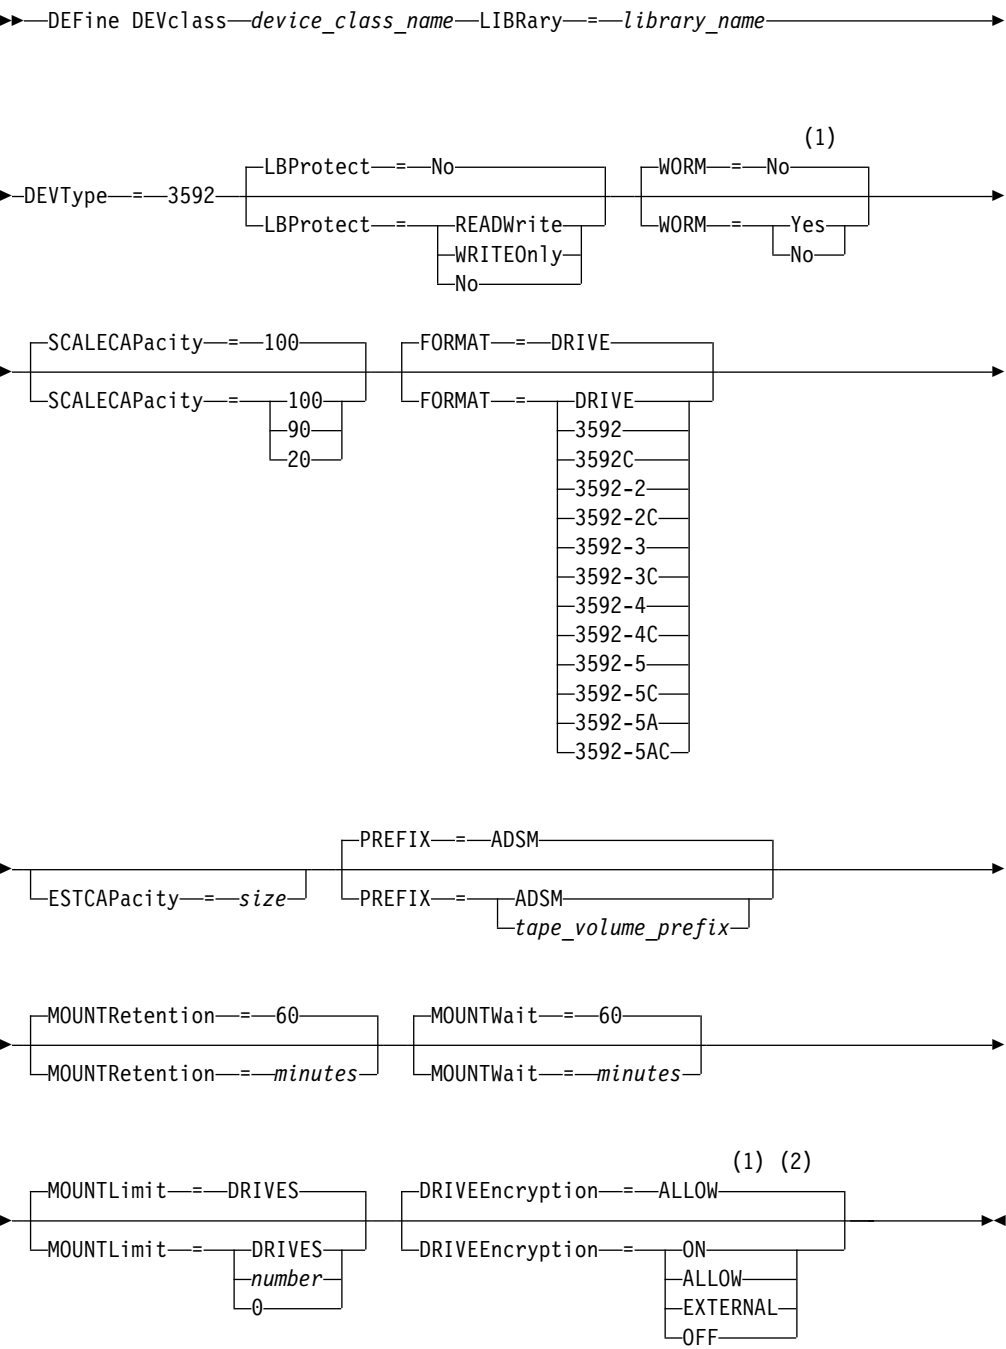 DEFine DEVclass device_class_name LIBRary = library_name
(1)
LBProtect = No WORM = No
DEVType = 3592
LBProtect = READWrite WORM = Yes
WRITEOnly No
No
SCALECAPacity = 100 FORMAT = DRIVE
SCALECAPacity = 100 FORMAT = DRIVE
90 3592
20 3592C
3592-2
3592-2C
3592-3
3592-3C
3592-4
3592-4C
3592-5
3592-5C
3592-5A
3592-5AC
PREFIX = ADSM
ESTCAPacity = size PREFIX = ADSM
tape_volume_prefix
MOUNTRetention = 60 MOUNTWait = 60
MOUNTRetention = minutes MOUNTWait = minutes
(1) (2)
MOUNTLimit = DRIVES DRIVEEncryption = ALLOW
MOUNTLimit = DRIVES DRIVEEncryption = ON
number ALLOW
0 EXTERNAL
OFF